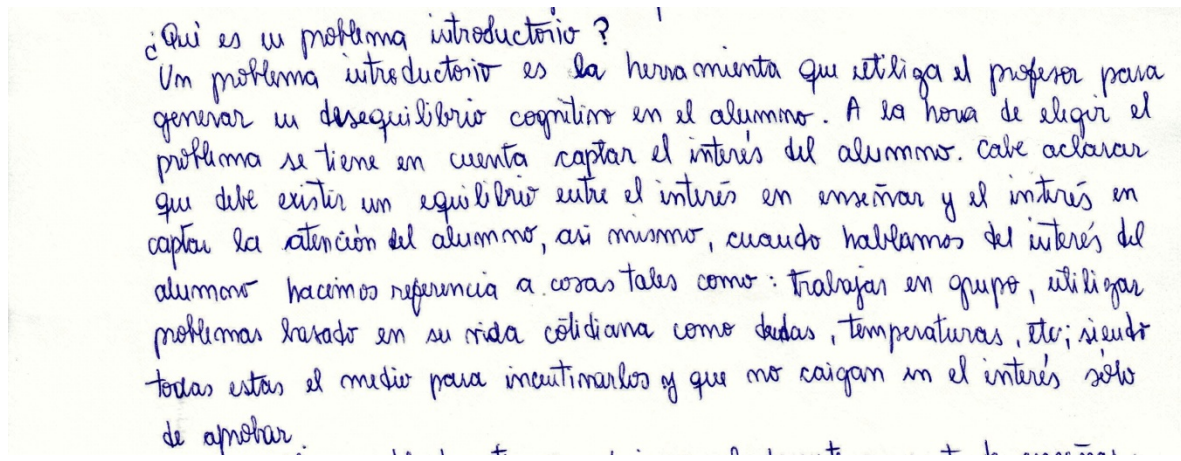 ¿Qué es un problema introductorio?
Un problema introductorio es la herramienta que utiliza el profesor para
generar un desequilibrio cognitivo en el alumno. A la hora de eligir el
problema se tiene en cuenta captar el interés del alumno. Cabe aclarar
que debe existir un equilibrio entre el interés en enseñar y el interés en
captar la atención del alumno, asi mismo, cuando hablamos del interés del
alumno hacemos referencia a cosas tales como: trabajar en grupo, utilizar
problemas basado en su vida cotidiana como deudas, temperaturas, etc; siendo
todas estas el medio para incentivarlos y que no caigan en el interés sólo
de aprobar.